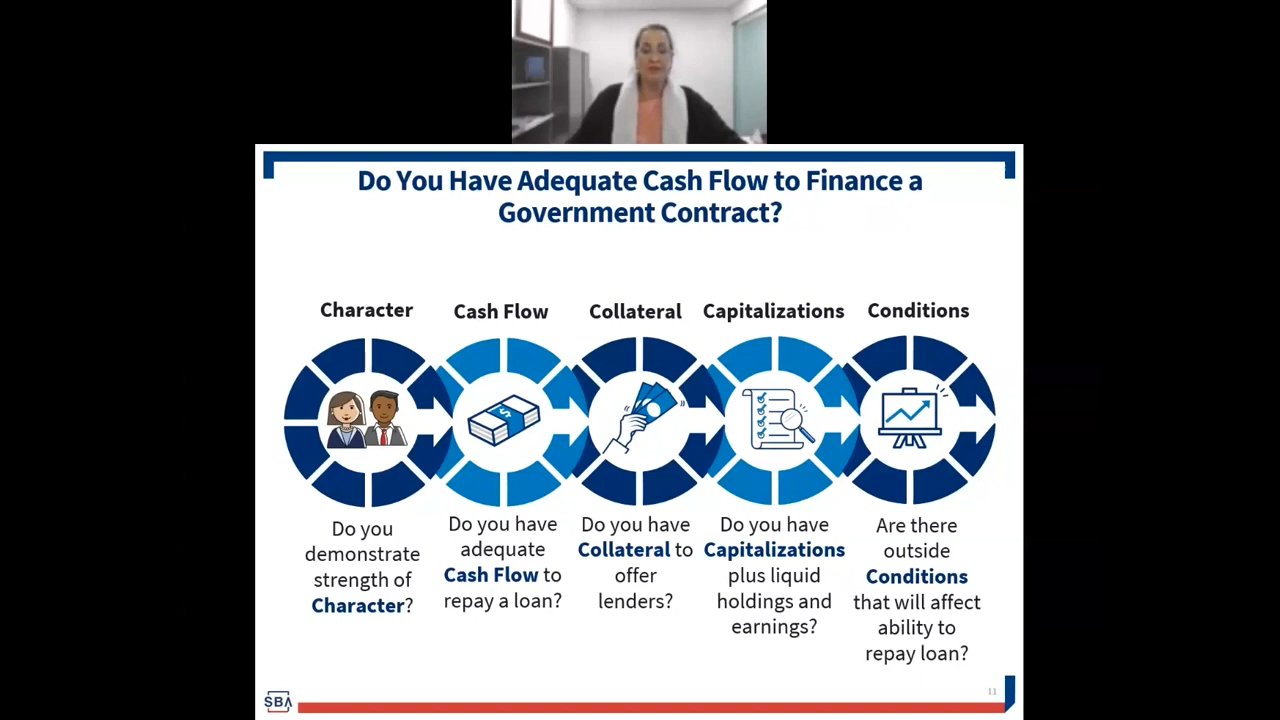 Do You Have Adequate Cash Flow to Finance a
Government Contract?
Character
Cash Flow
Collateral
Capitalizations
Conditions
$
Do you
demonstrate
strength of
Character?
Do you have
adequate
Cash Flow to
repay a loan?
Do you have
Collateral to
offer
lenders?
Do you have
Capitalizations
plus liquid
holdings and
earnings?
Are there
outside
Conditions
that will affect
ability to
repay loan?
11
SBA